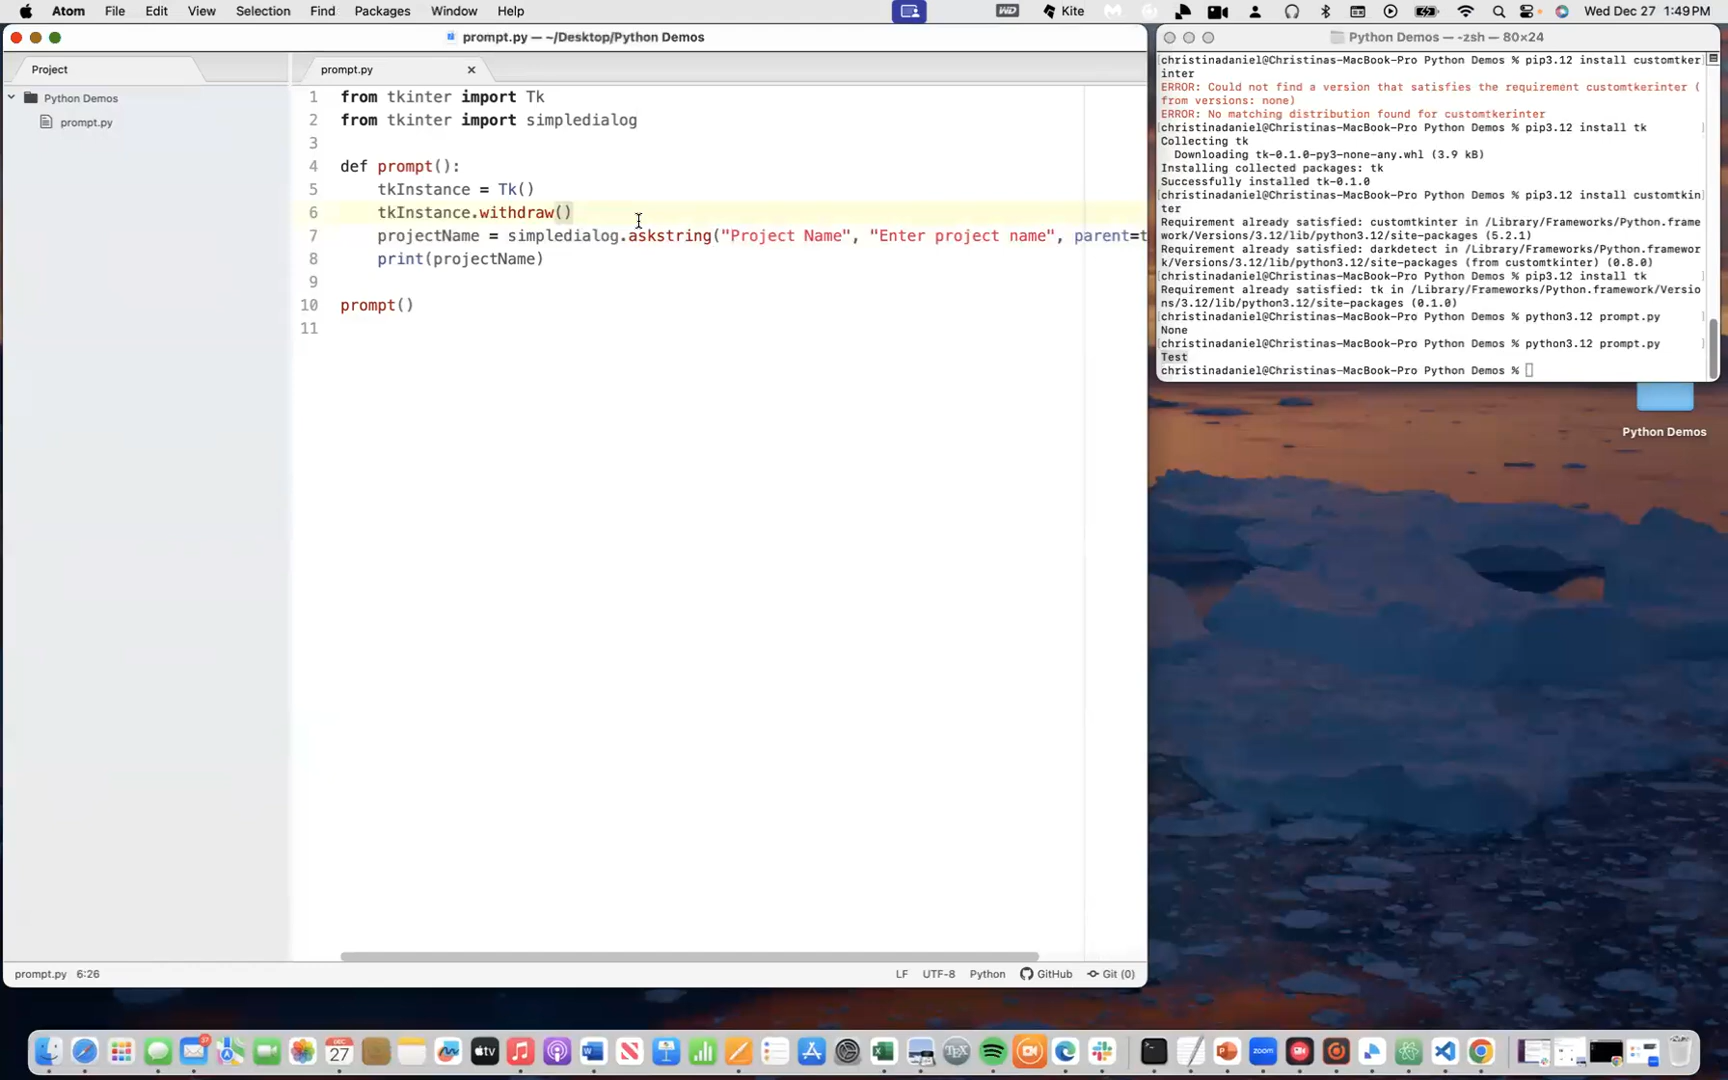 Atom File Edit View Selection Find Packages Window Help
Kite Wed Dec 27 1:49 PM
prompt.py — ~/Desktop/Python Demos
Project
prompt.py
Python Demos
prompt.py
1 from tkinter import Tk
2 from tkinter import simpledialog
3
4 def prompt():
5 tkInstance = Tk()
6 tkInstance.withdraw()
7 projectName = simpledialog.askstring("Project Name", "Enter project name", parent=t
8 print(projectName)
9
10 prompt()
11
prompt.py 6:26
LF UTF-8 Python GitHub Git (0)
Python Demos — -zsh — 80×24
christinadaniel@Christinas-MacBook-Pro Python Demos % pip3.12 install customtker
inter
ERROR: Could not find a version that satisfies the requirement customtkerinter (
from versions: none)
ERROR: No matching distribution found for customtkerinter
christinadaniel@Christinas-MacBook-Pro Python Demos % pip3.12 install tk
Collecting tk
Downloading tk-0.1.0-py3-none-any.whl (3.9 kB)
Installing collected packages: tk
Successfully installed tk-0.1.0
christinadaniel@Christinas-MacBook-Pro Python Demos % pip3.12 install customtkin
ter
Requirement already satisfied: customtkinter in /Library/Frameworks/Python.frame
work/Versions/3.12/lib/python3.12/site-packages (5.2.1)
Requirement already satisfied: darkdetect in /Library/Frameworks/Python.framewor
k/Versions/3.12/lib/python3.12/site-packages (from customtkinter) (0.8.0)
christinadaniel@Christinas-MacBook-Pro Python Demos % pip3.12 install tk
Requirement already satisfied: tk in /Library/Frameworks/Python.framework/Versio
ns/3.12/lib/python3.12/site-packages (0.1.0)
christinadaniel@Christinas-MacBook-Pro Python Demos % python3.12 prompt.py
None
christinadaniel@Christinas-MacBook-Pro Python Demos % python3.12 prompt.py
Test
christinadaniel@Christinas-MacBook-Pro Python Demos %
Python Demos
DEC
27
tv
W
zoom